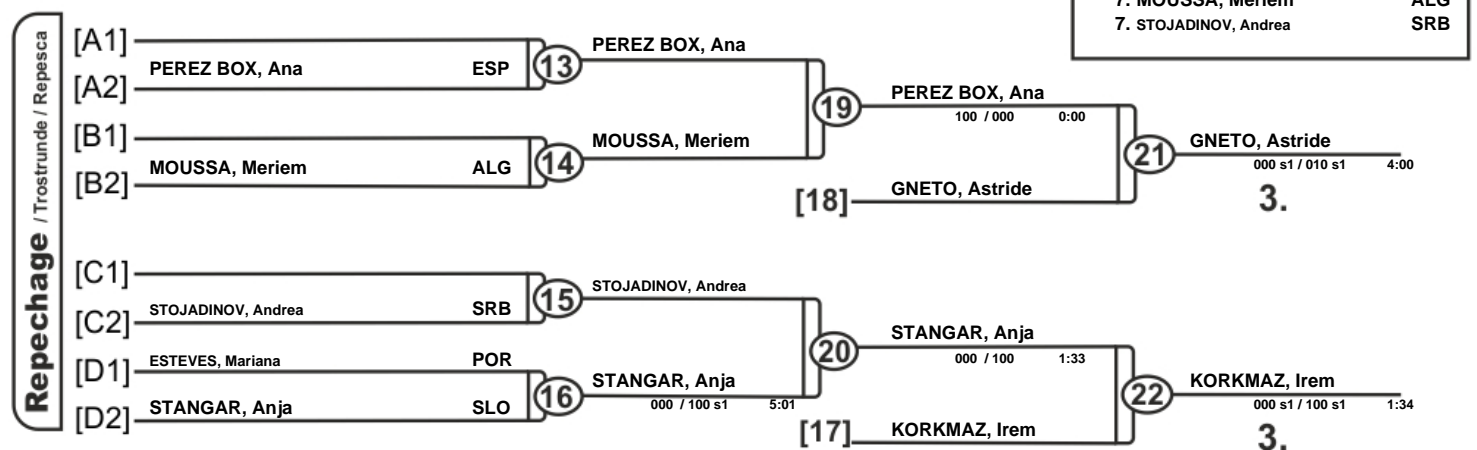 7. MOUSSA, Meriem ALG
7. STOJADINOV, Andrea SRB
Repechage / Trostrunde / Repesca
[A1]
PEREZ BOX, Ana ESP
[A2]
13
PEREZ BOX, Ana
[B1]
MOUSSA, Meriem ALG
[B2]
14
MOUSSA, Meriem
19
PEREZ BOX, Ana
100 / 000 0:00
[18] GNETO, Astride
21
GNETO, Astride
000 s1 / 010 s1 4:00
3.
[C1]
STOJADINOV, Andrea SRB
[C2]
15
STOJADINOV, Andrea
[D1] ESTEVES, Mariana POR
[D2] STANGAR, Anja SLO
16
STANGAR, Anja
000 / 100 s1 5:01
20
STANGAR, Anja
000 / 100 1:33
[17] KORKMAZ, Irem
22
KORKMAZ, Irem
000 s1 / 100 s1 1:34
3.